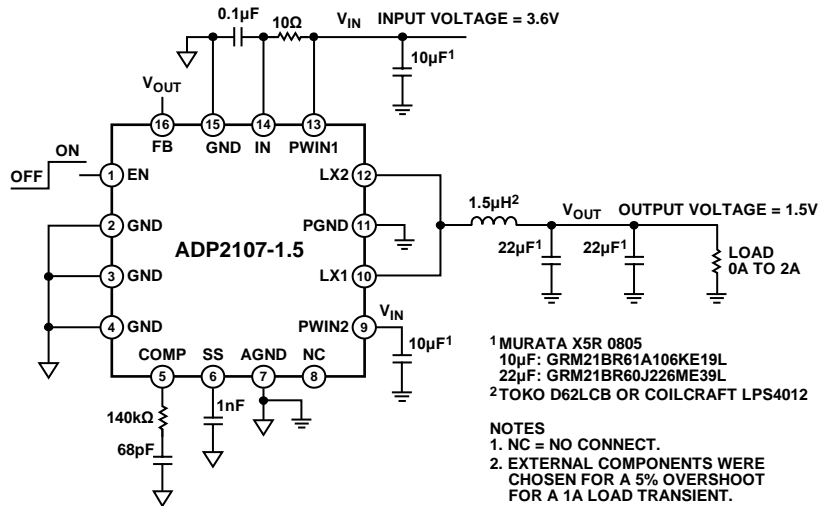 0.1µF
10Ω
VIN
INPUT VOLTAGE = 3.6V
10µF1
VOUT
16
15
14
13
FB
GND
IN
PWIN1
ON
OFF
1
EN
LX2
12
2
GND
PGND
11
ADP2107-1.5
3
GND
LX1
10
4
GND
PWIN2
9
VIN
10µF1
1.5µH2
VOUT
OUTPUT VOLTAGE = 1.5V
22µF1
22µF1
LOAD
0A TO 2A
COMP
SS
AGND
NC
5
6
7
8
140kΩ
1nF
68pF
1 MURATA X5R 0805
10µF: GRM21BR61A106KE19L
22µF: GRM21BR60J226ME39L
2 TOKO D62LCB OR COILCRAFT LPS4012
NOTES
1. NC = NO CONNECT.
2. EXTERNAL COMPONENTS WERE
CHOSEN FOR A 5% OVERSHOOT
FOR A 1A LOAD TRANSIENT.